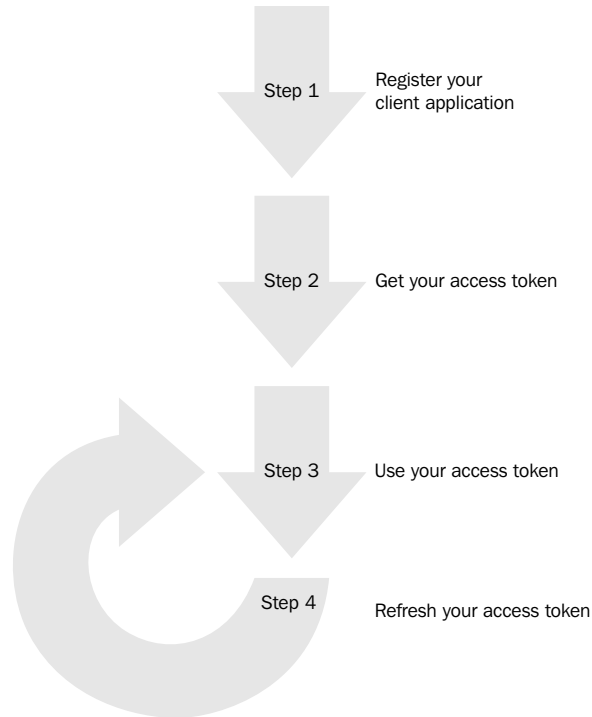 Step 1
Register your
client application
Step 2
Get your access token
Step 3
Use your access token
Step 4
Refresh your access token